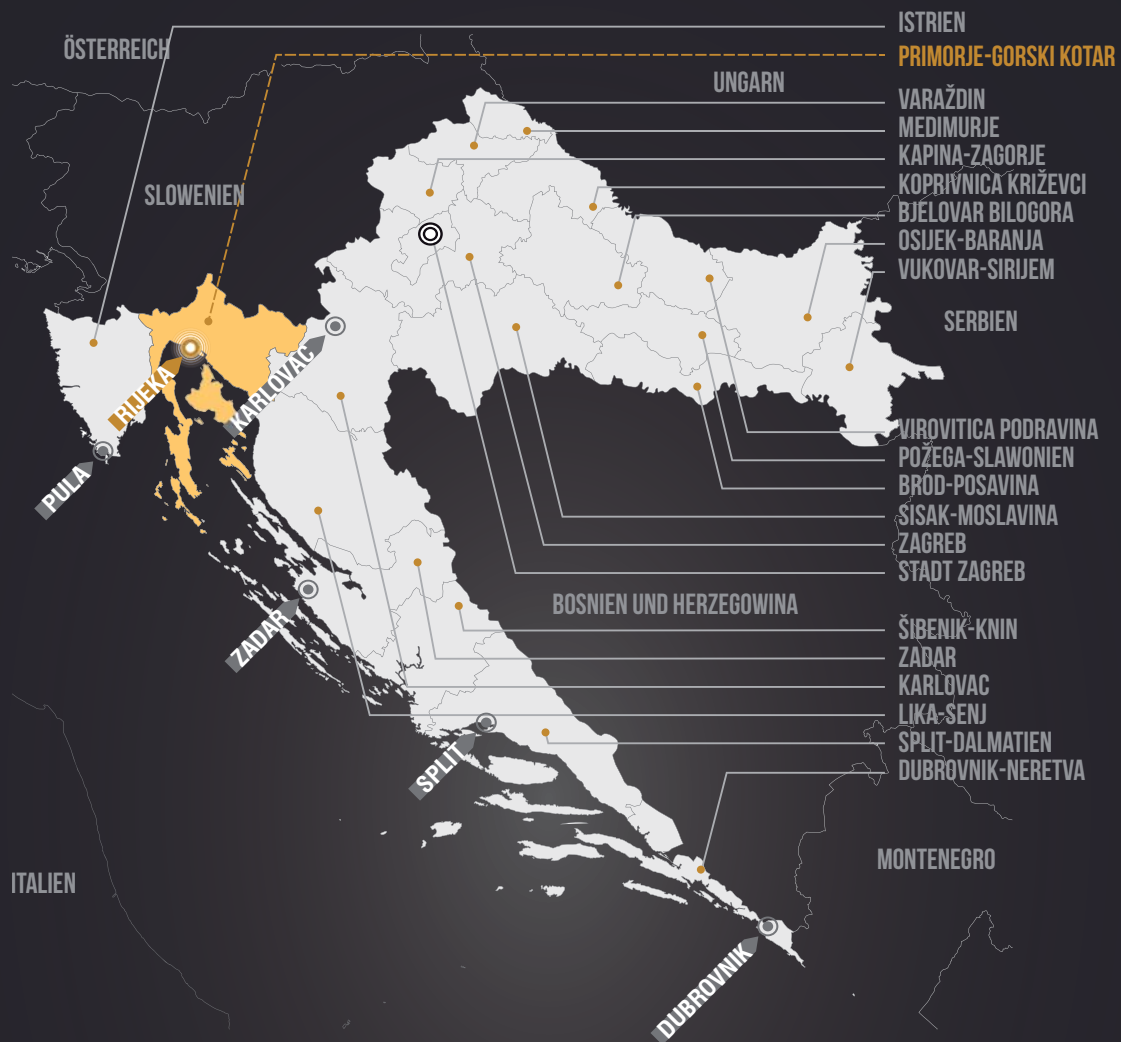 ISTRIEN
ÖSTERREICH
PRIMORJE-GORSKI KOTAR
UNGARN
VARAŽDIN
MEDIMURJE
KAPINA-ZAGORJE
KOPRIVNICA KRIŽEVCI
SLOWENIEN
BJELOVAR BILOGORA
OSIJEK-BARANJA
VUKOVAR-SIRIJEM
SERBIEN
KARLOVAC
RIJEKA
PULA
VIROVITICA PODRAVINA
POŽEGA-SLAWONIEN
BROD-POSAVINA
SISAK-MOSLAVINA
ZAGREB
STADT ZAGREB
BOSNIEN UND HERZEGOWINA
ŠIBENIK-KNIN
ZADAR
ZADAR
KARLOVAC
LIKA-SENJ
SPLIT-DALMATIEN
SPLIT
DUBROVNIK-NERETVA
MONTENEGRO
ITALIEN
DUBROVNIK